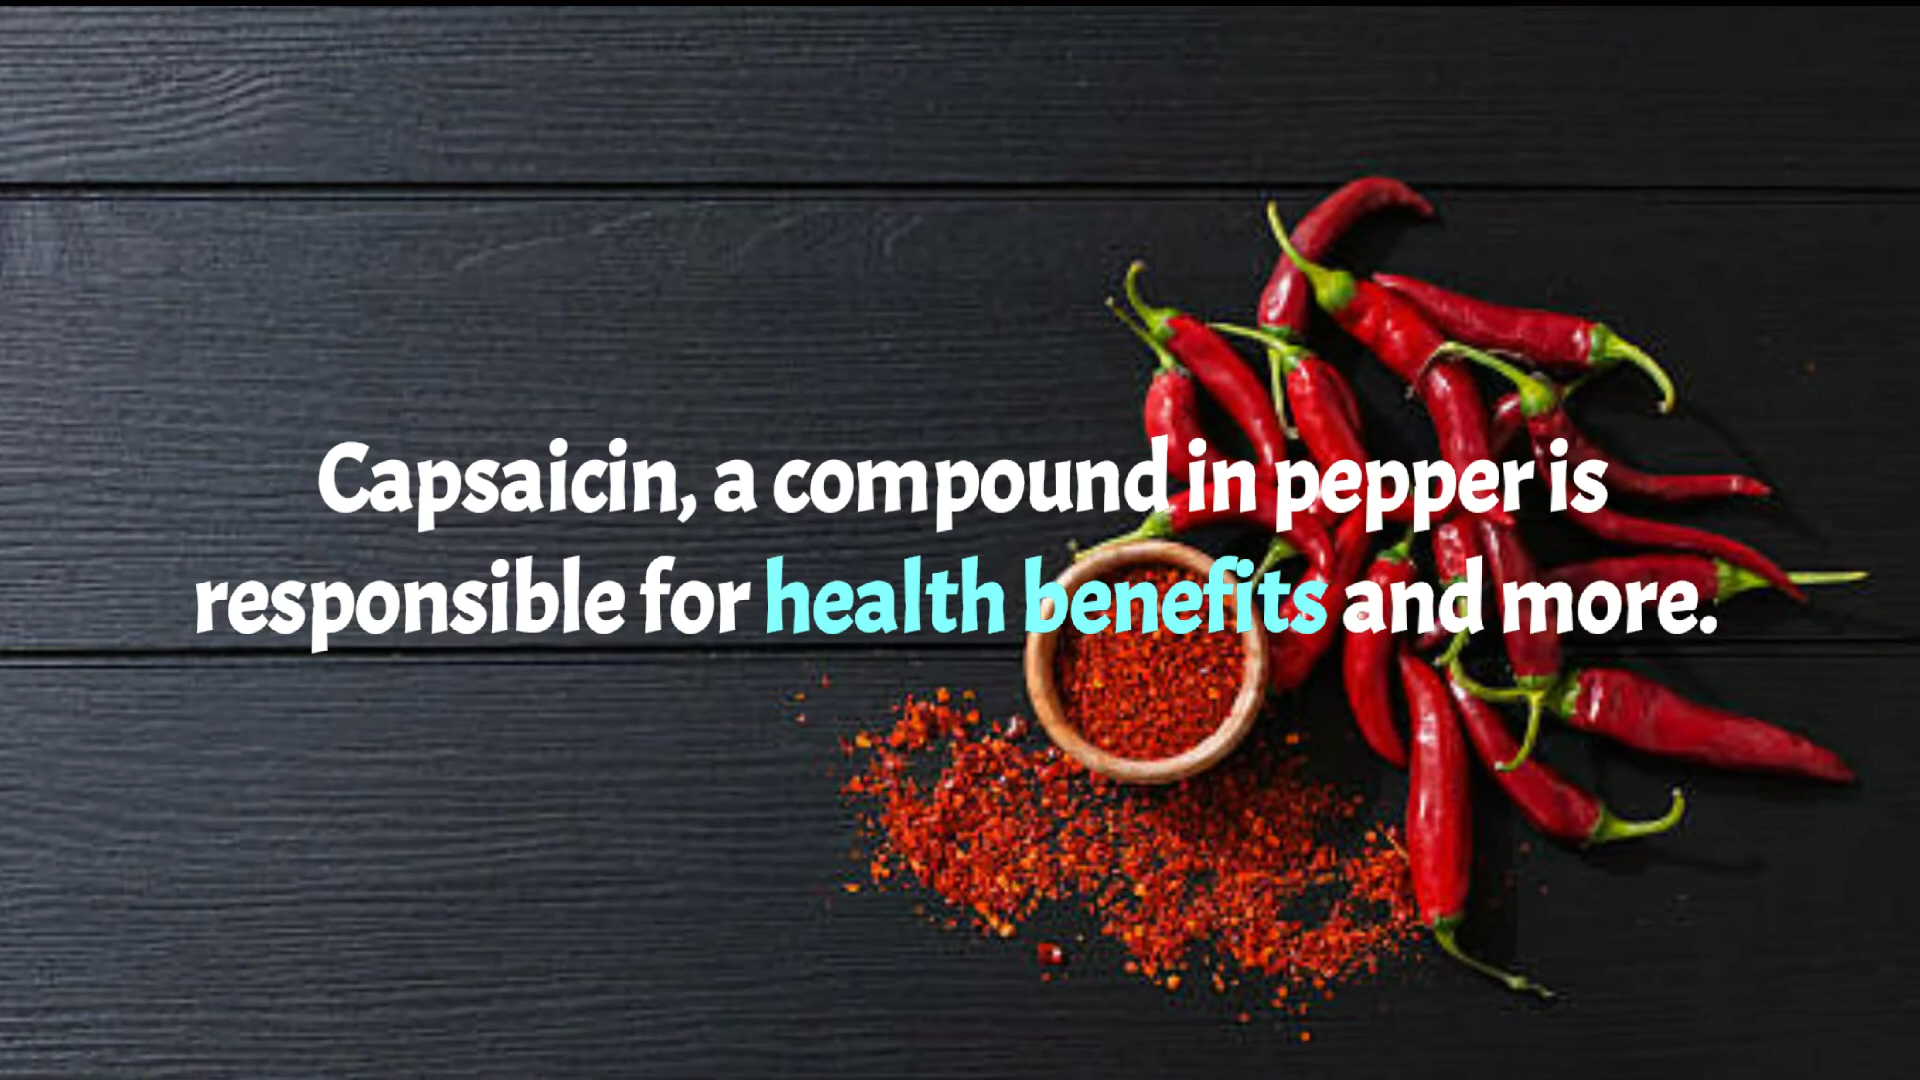 Capsaicin, a compound in pepper is
responsible for health benefits and more.